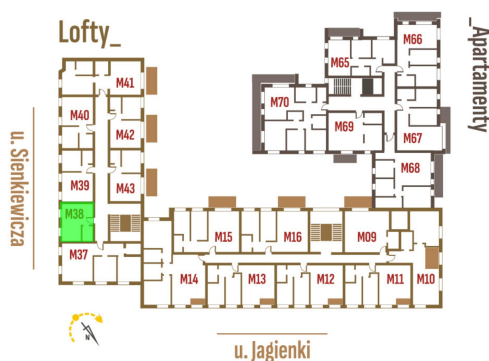 Lofty_
_Apartamenty
M66
M65
M41
M70
M40
M42
M69
M67
M68
M39
M43
M38
u. Sienkiewicza
M37
M15
M16
M09
M14
M13
M12
M11
M10
N
u. Jagienki